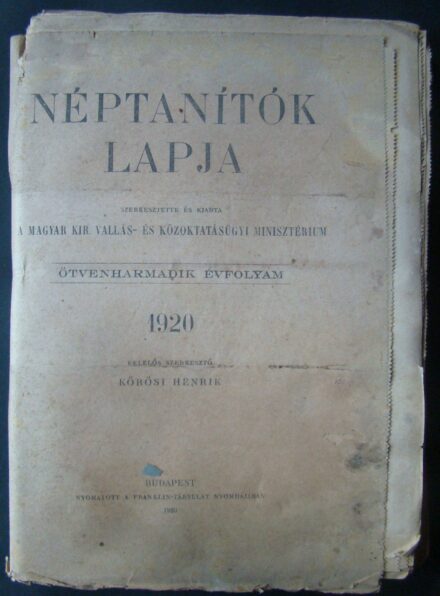 NÉPTANÍTÓK
LAPJA
SZERKESZTETTE ÉS KIADTA
A MAGYAR KIR. VALLÁS- ÉS KÖZOKTATÁSÜGYI MINISZTÉRIUM
ÖTVENHARMADIK ÉVFOLYAM
1920
FELELŐS SZERKESZTŐ
KŐRÖSI HENRIK
BUDAPEST
NYOMATOTT A FRANKLIN-TÁRSULAT NYOMDÁJÁBAN
1920